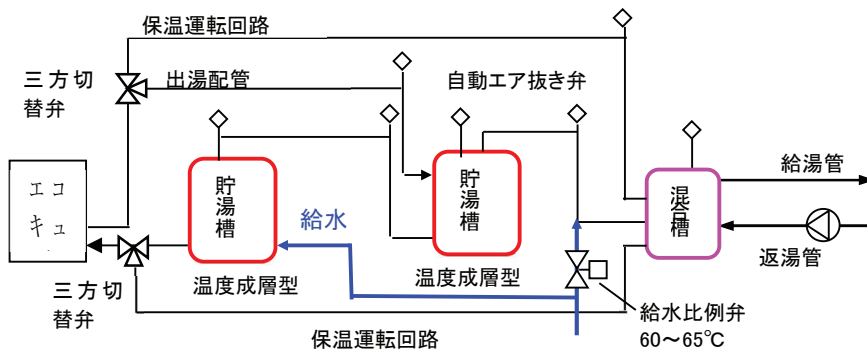 保温運転回路
三方切
替弁
出湯配管
自動エア抜き弁
エコ
キュ
貯湯槽
給水
貯湯槽
混合槽
給湯管
返湯管
温度成層型
温度成層型
三方切
替弁
給水比例弁
60～65℃
保温運転回路